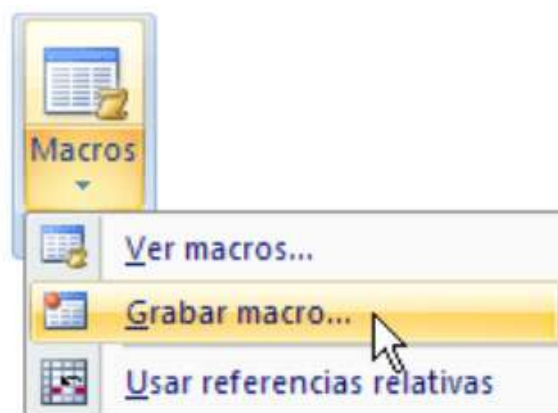 Macros
Ver macros...
Grabar macro...
Usar referencias relativas